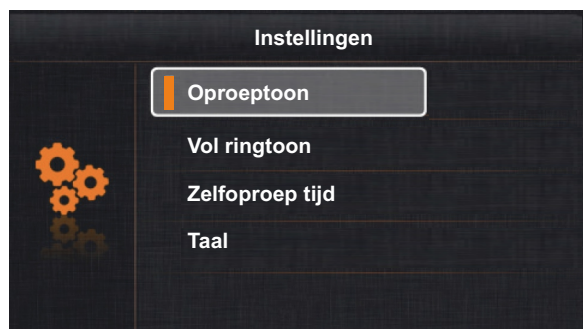 Instellingen
Oproeptoon
Vol ringtoon
Zelfoproep tijd
Taal